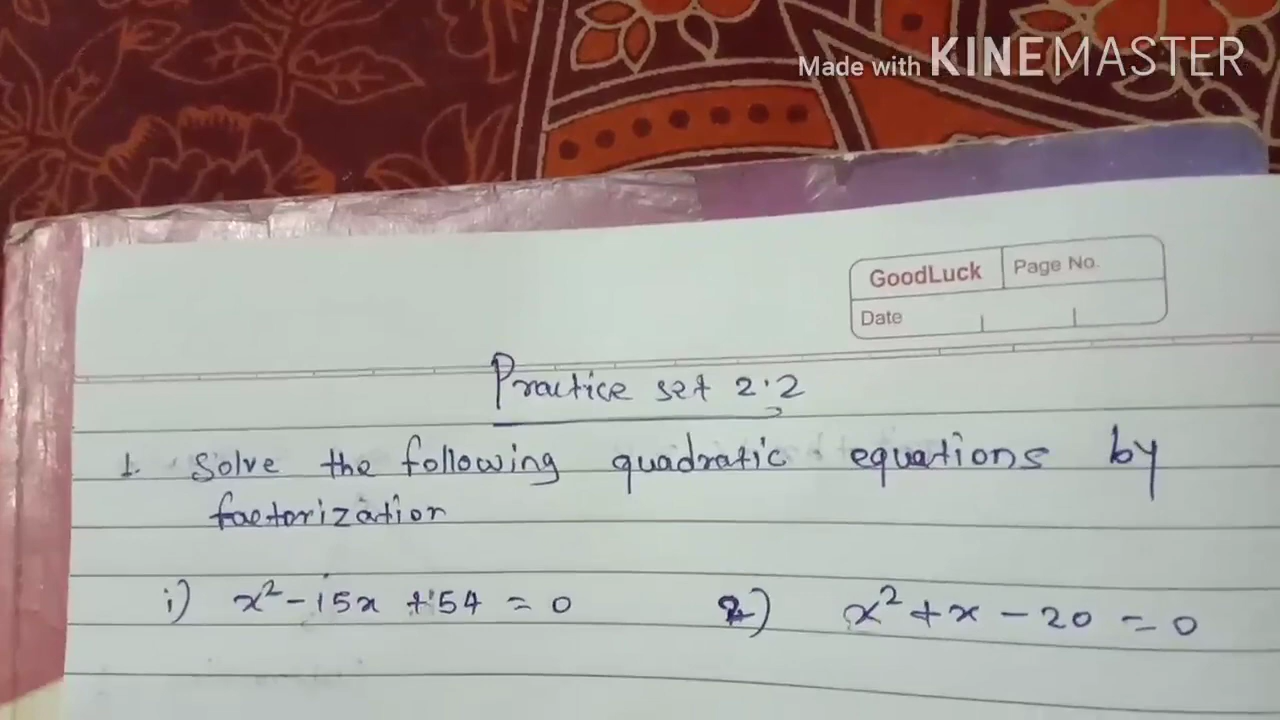 Made with KINEMASTER
GoodLuck Page No.
Date
Practice set 2.2
1. Solve the following quadratic equations by
factorization
i) x² - 15x + 54 = 0 2) x² + x - 20 = 0